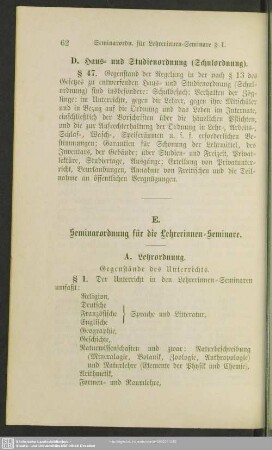 62 Seminarordn. für Lehrerinnen-Seminare § 1.
D. Haus- und Studienordnung (Schulordnung).
§ 47. Gegenstand der Regelung in der nach § 13 des
Gesetzes zu entwerfenden Haus- und Studienordnung (Schul-
ordnung) sind insbesondere: Schulbesuch; Verhalten der Zög-
linge im Unterrichte, gegen die Lehrer, gegen ihre Mitschüler
und in Bezug auf die Ordnung und das Leben im Internate,
einschließlich der Vorschriften über die häuslichen Pflichten,
und die zur Aufrechterhaltung der Ordnung in Lehr-, Arbeits-,
Schlaf-, Wasch-, Speiseräumen u. s. f. erforderlichen Be-
stimmungen; Garantien für Schonung der Lehrmittel, des
Inventars, der Gebäude; über Studien- und Freizeit, Privat-
lektüre, Studiertage, Ausgänge; Erteilung von Privatunter-
richt, Beurlaubungen, Annahme von Freitischen und die Teil-
nahme an öffentlichen Vergnügungen.
E.
Seminarordnung für die Lehrerinnen-Seminare.
A. Lehrordnung.
Gegenstände des Unterrichts.
§ 1. Der Unterricht in den Lehrerinnen-Seminaren
umfaßt:
Religion,
Deutsche
Französische } Sprache und Litteratur,
Englische
Geographie,
Geschichte,
Naturwissenschaften und zwar: Naturbeschreibung
(Mineralogie, Botanik, Zoologie, Anthropologie)
und Naturlehre (Elemente der Physik und Chemie),
Arithmetik,
Formen- und Raumlehre,